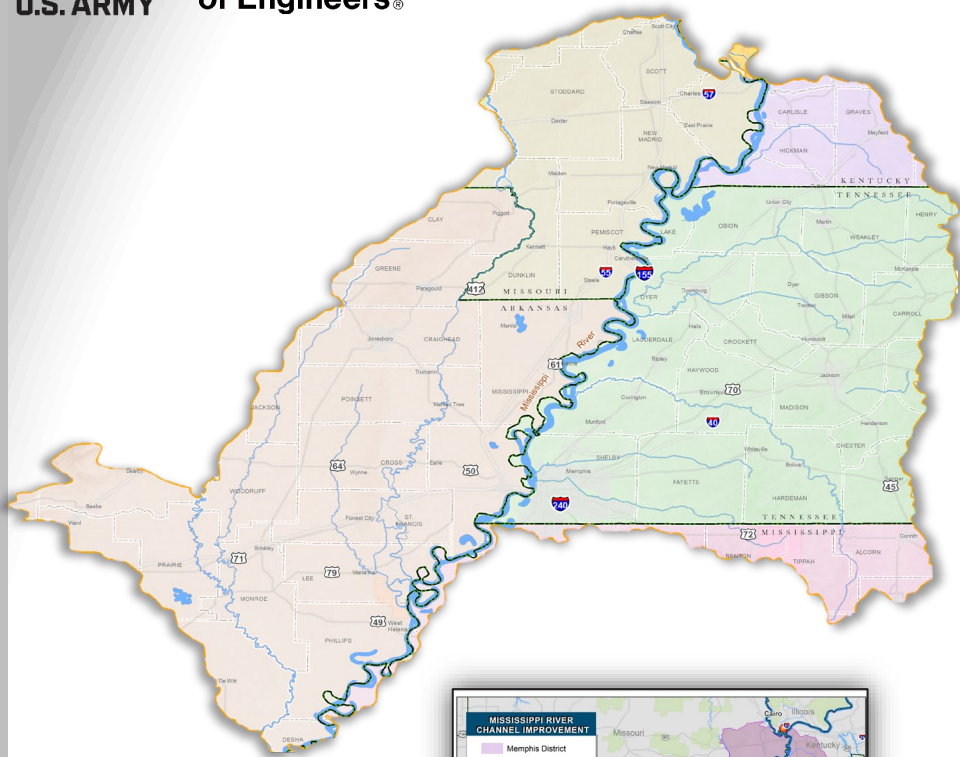 U.S. ARMY
of Engineers®
Scott City
Chaffee
SCOTT
STODDARD
Charles
57
Sikeston
CARLISLE
GRAVES
Dexter
East Prairie
Mayfield
NEW
MADRID
HICKMAN
New Madrid
Malden
KENTUCKY
TENNESSEE
Portageville
Union City
HENRY
CLAY
Piggott
Martin
OBION
WEAKLEY
PEMISCOT
LAKE
Hayti
Kennett
GREENE
DUNKLIN
55
155
McKenzie
Steele
Paragould
412
MISSOURI
DYER
Dyersburg
Dyer
GIBSON
Trenton
ARKANSAS
CARROLL
Manila
Milan
Halls
Humboldt
Jonesboro
CRAIGHEAD
River
LAUDERDALE
CROCKETT
Ripley
61
Trumann
HAYWOOD
Jackson
MISSISSIPPI
Mississippi
Brownsv
70
POINSETT
Covington
JACKSON
Marked Tree
MADISON
Munford
40
Henderson
CHESTER
Whiteville
SHELBY
64
CROSS
Earle
Bolivar
Searcy
Wynne
50
Memphis
FAYETTE
45
WOODRUFF
HARDEMAN
Beebe
240
Ward
Forrest City
ST.
FRANCIS
TENNESSEE
72
MISSISSIPPI
Corinth
Brinkley
BENTON
ALCORN
71
TIPPAH
PRAIRIE
LEE
79
Marianna
MONROE
49
West
Helena
PHILLIPS
De Witt
DESHA
MISSISSIPPI RIVER
CHANNEL IMPROVEMENT
Cairo
Illinois
Missouri
Kentucky
Memphis District